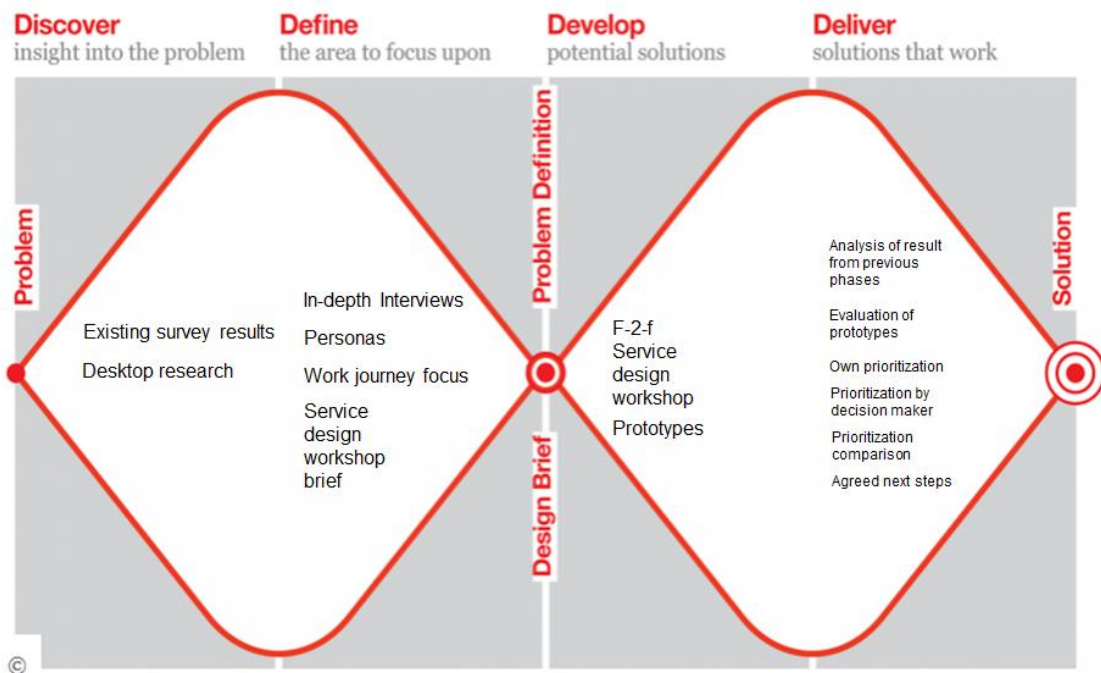 Discover
insight into the problem
Define
the area to focus upon
Develop
potential solutions
Deliver
solutions that work
Problem
Existing survey results
Desktop research
In-depth Interviews
Personas
Work journey focus
Service
design
workshop
brief
Problem Definition
Design Brief
F-2-f
Service
design
workshop
Prototypes
Analysis of result
from previous
phases
Evaluation of
prototypes
Own prioritization
Prioritization by
decision maker
Prioritization
comparison
Agreed next steps
Solution
©